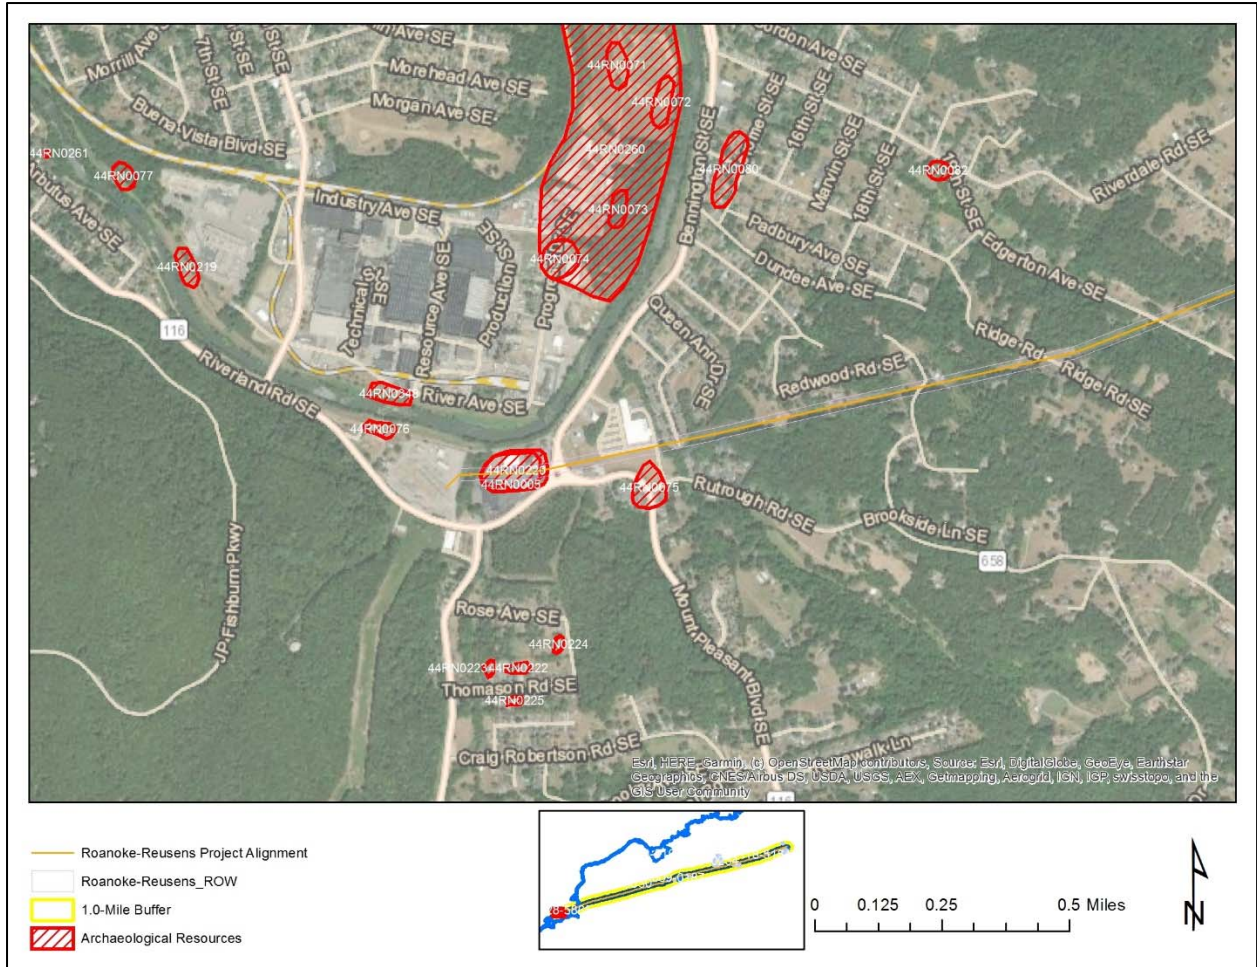 Morrill Ave SE
7th St SE
Morehead Ave SE
Morgan Ave SE
Buena Vista Blvd SE
44RN0261
44RN0077
Arbutus Ave SE
Industry Ave SE
44RN0219
116
Riverland Rd SE
Technical St SE
Resource Ave SE
Production St SE
44RN0071
44RN0072
44RN0260
44RN0073
44RN0074
Bennington St SE
44RN0080
16th St SE
Marvin St SE
18th St SE
44RN0082
Riverdale Rd SE
Padbury Ave SE
Dundee Ave SE
Edgerton Ave SE
Queen Ann Dr SE
Redwood Rd SE
Ridge Rd
Ridge Rd SE
River Ave SE
44RN0076
44RN0005
44RN0075
Rutrough Rd SE
Brookside Ln SE
658
JP Fishburn Pkwy
Rose Ave SE
44RN0224
44RN0223
44RN0222
Thomason Rd SE
44RN0225
Mount Pleasant Blvd SE
Craig Robertson Rd SE
116
Esri, HERE, Garmin, (c) OpenStreetMap contributors, Source: Esri, DigitalGlobe, GeoEye, Earthstar
Geographics, CNES/Airbus DS, USDA, USGS, AEX, Getmapping, Aerogrid, IGN, IGP, swisstopo, and the
GIS User Community
Roanoke-Reusens Project Alignment
Roanoke-Reusens_ROW
1.0-Mile Buffer
Archaeological Resources
0 0.125 0.25 0.5 Miles
N